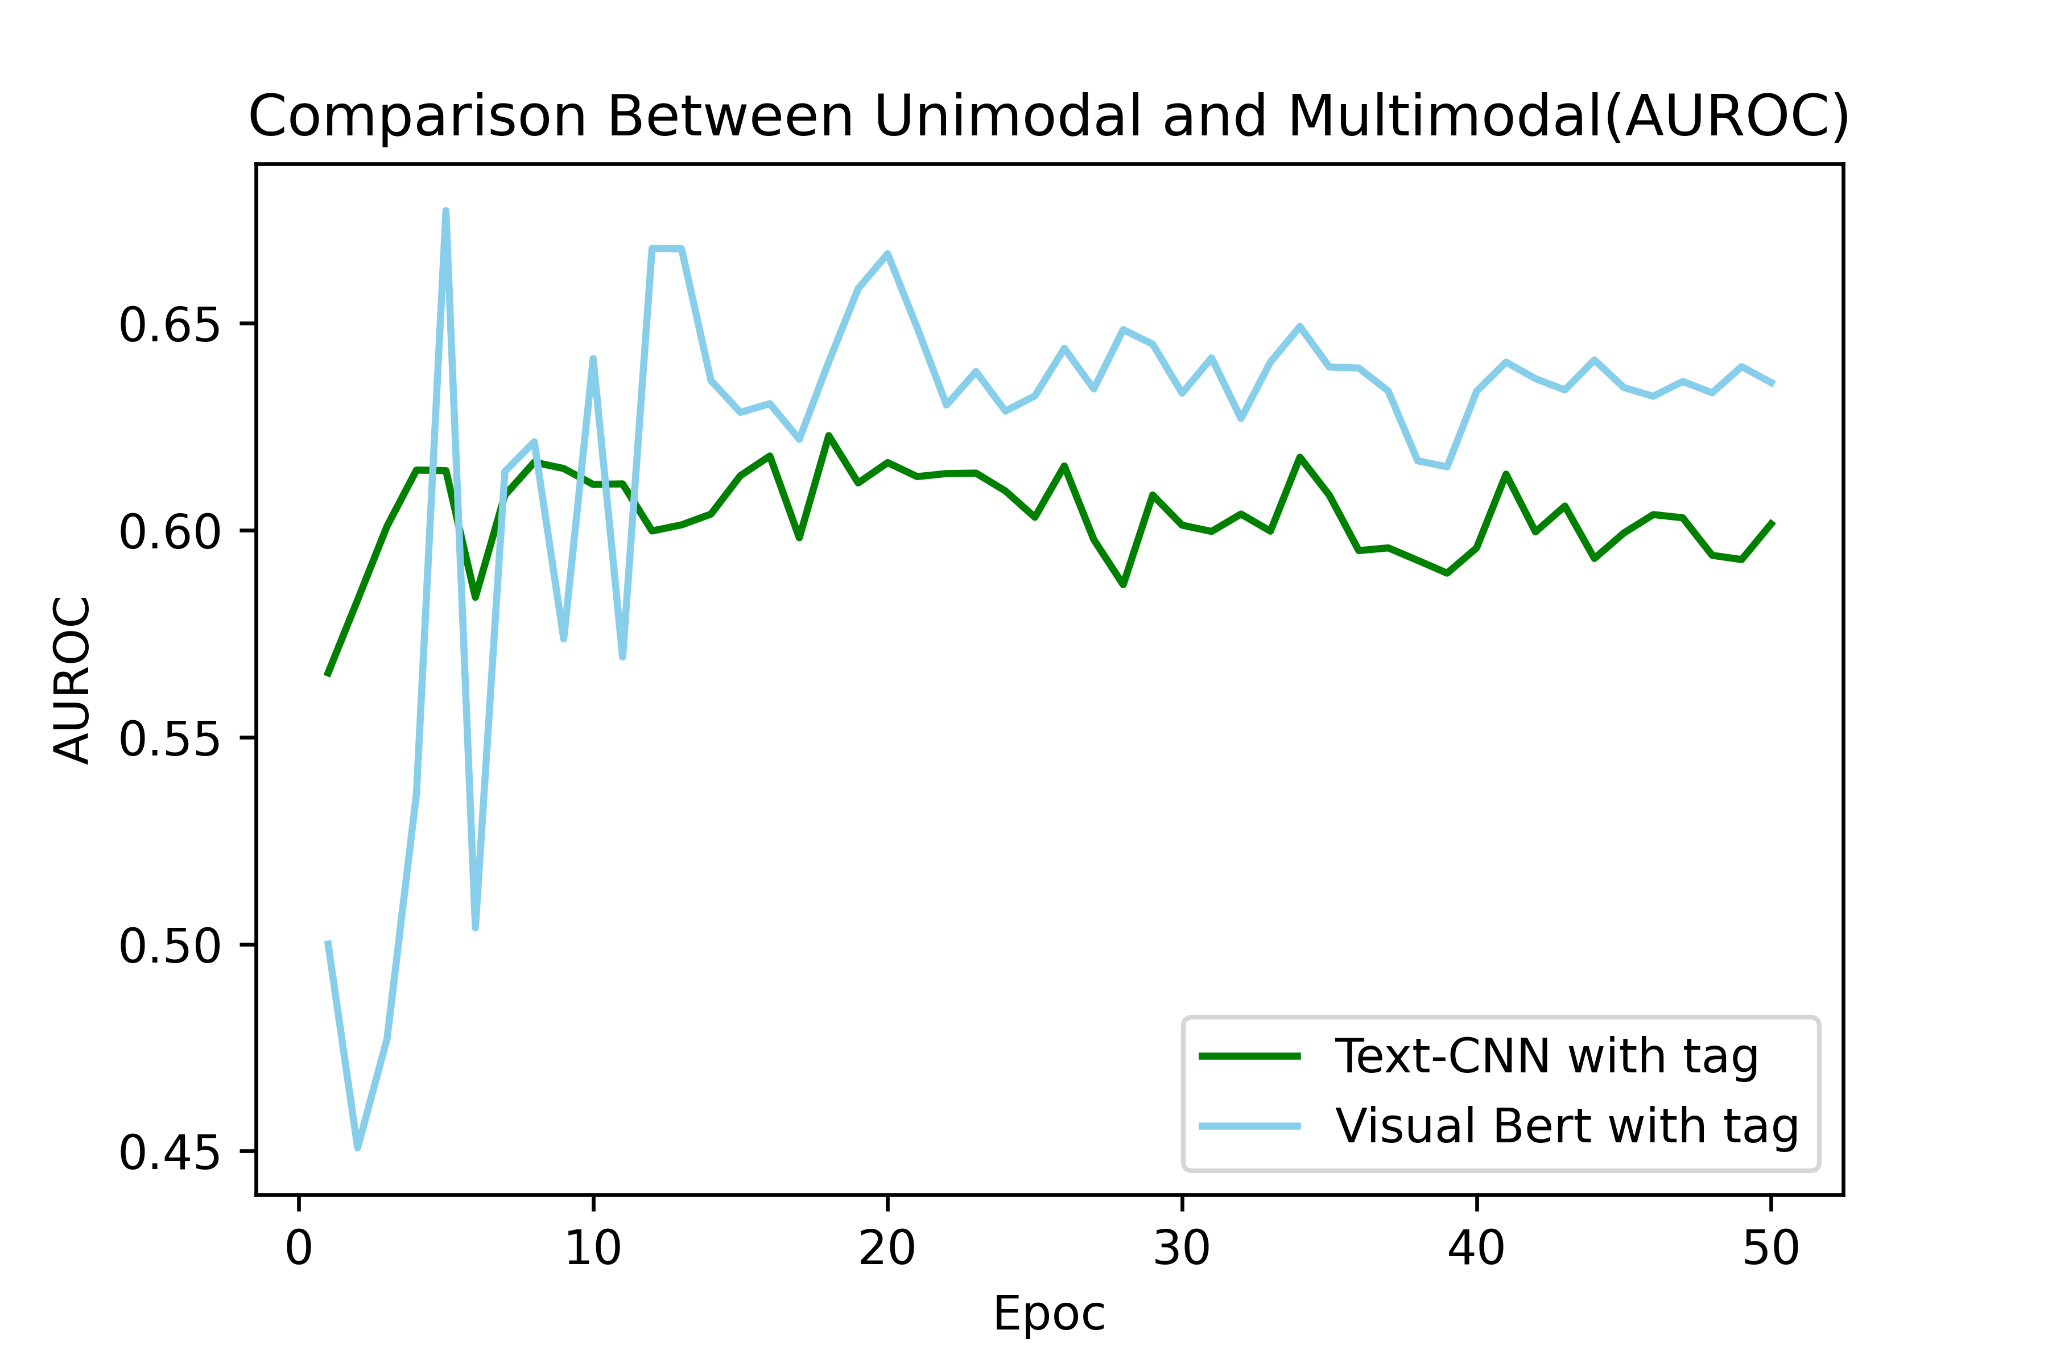 Comparison Between Unimodal and Multimodal(AUROC)
0.65
0.60
0.55
0.50
0.45
AUROC
Text-CNN with tag
Visual Bert with tag
0 10 20 30 40 50
Epoc